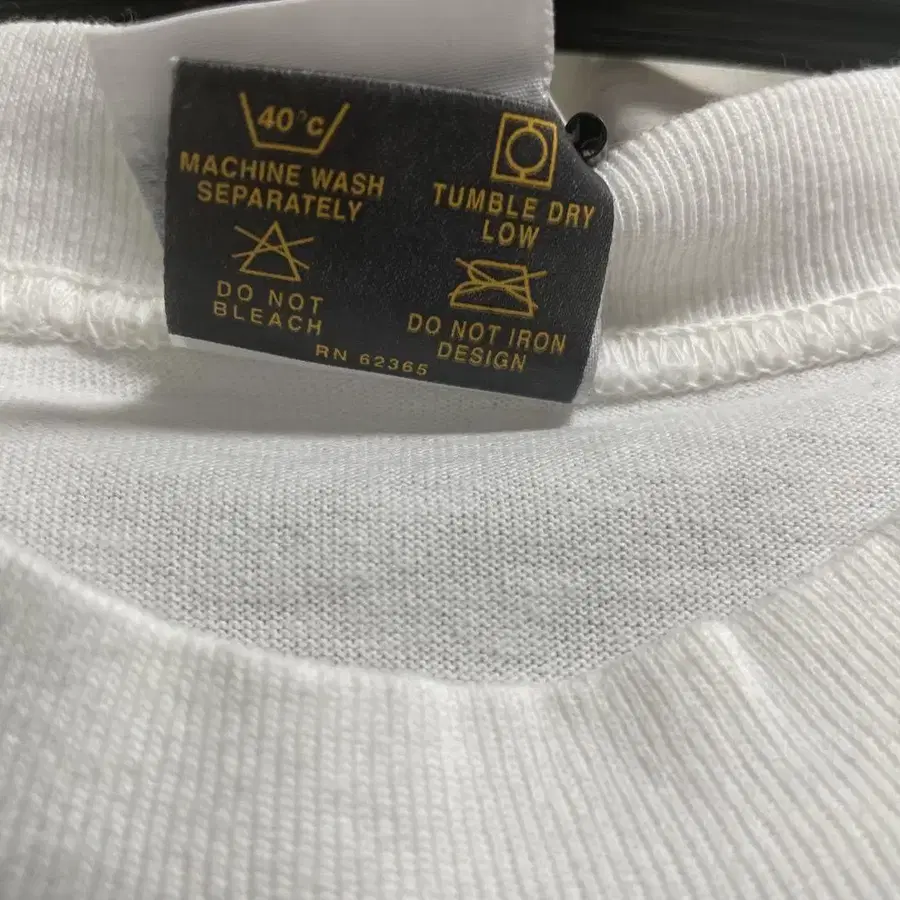 40°C
MACHINE WASH
SEPARATELY
DO NOT
BLEACH
TUMBLE DRY
LOW
DO NOT IRON
DESIGN
RN 62365